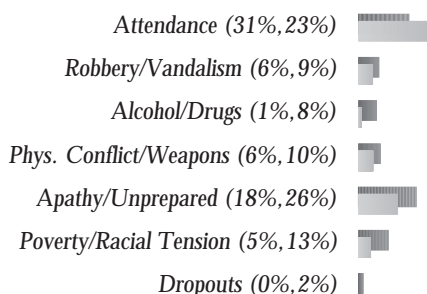 Attendance (31%,23%)
Robbery/Vandalism (6%,9%)
Alcohol/Drugs (1%,8%)
Phys. Conflict/Weapons (6%,10%)
Apathy/Unprepared (18%,26%)
Poverty/Racial Tension (5%,13%)
Dropouts (0%,2%)